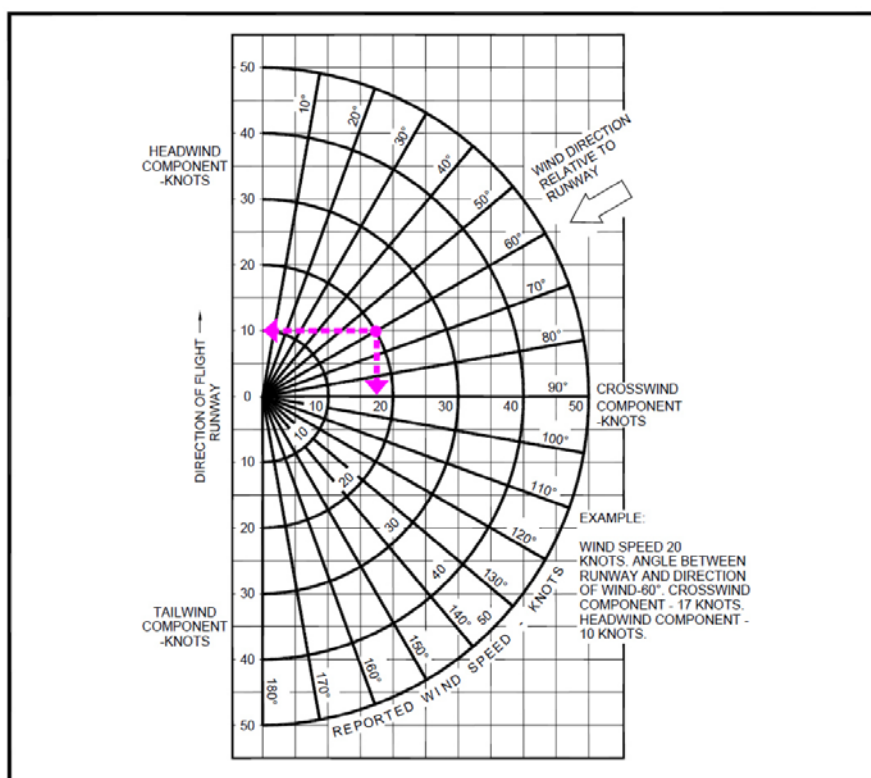 50
40
30
20
10
0
10
20
30
40
50
HEADWIND
COMPONENT
-KNOTS
DIRECTION OF FLIGHT
RUNWAY
TAILWIND
COMPONENT
-KNOTS
10°
20°
30°
40°
50°
60°
70°
80°
90°
100°
110°
120°
130°
140°
150°
160°
170°
180°
WIND DIRECTION
RELATIVE TO
RUNWAY
10
20
30
40
50
CROSSWIND
COMPONENT
-KNOTS
10
20
30
40
50
REPORTED WIND SPEED - KNOTS
EXAMPLE:
WIND SPEED 20
KNOTS. ANGLE BETWEEN
RUNWAY AND DIRECTION
OF WIND-60°. CROSSWIND
COMPONENT - 17 KNOTS.
HEADWIND COMPONENT -
10 KNOTS.